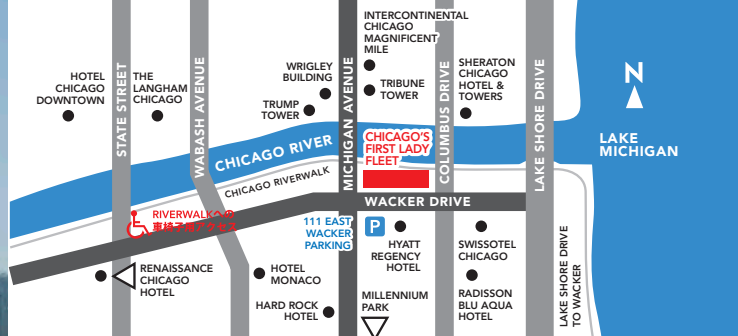 INTERCONTINENTAL
CHICAGO
MAGNIFICENT
MILE
WRIGLEY
BUILDING
TRIBUNE
TOWER
SHERATON
CHICAGO
HOTEL &
TOWERS
HOTEL
CHICAGO
DOWNTOWN
THE
LANGHAM
CHICAGO
TRUMP
TOWER
STATE STREET
WABASH AVENUE
MICHIGAN AVENUE
COLUMBUS DRIVE
LAKE SHORE DRIVE
N
LAKE
MICHIGAN
CHICAGO RIVER
CHICAGO'S
FIRST LADY
FLEET
CHICAGO RIVERWALK
WACKER DRIVE
RIVERWALKへの
車椅子用アクセス
111 EAST
WACKER
PARKING
P
HYATT
REGENCY
HOTEL
SWISSOTEL
CHICAGO
RENAISSANCE
CHICAGO
HOTEL
HOTEL
MONACO
HARD ROCK
HOTEL
MILLENNIUM
PARK
RADISSON
BLU AQUA
HOTEL
LAKE SHORE DRIVE
TO WACKER